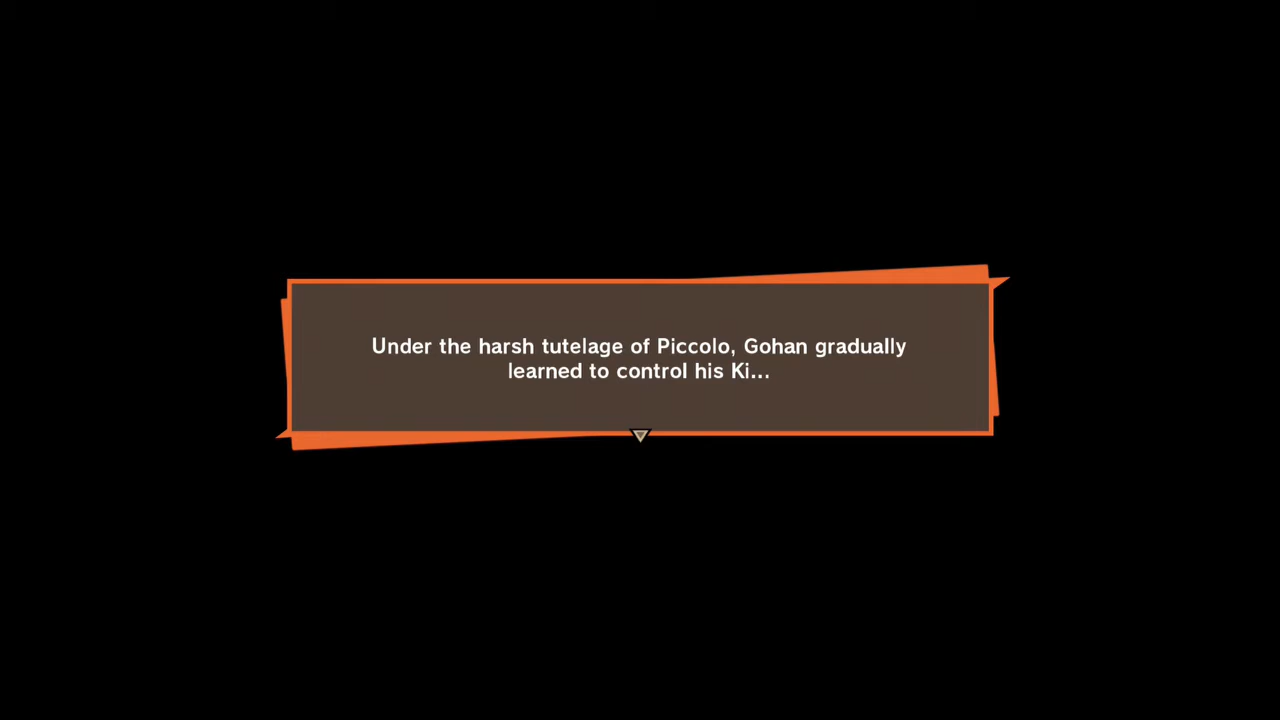 Under the harsh tutelage of Piccolo, Gohan gradually
learned to control his Ki...